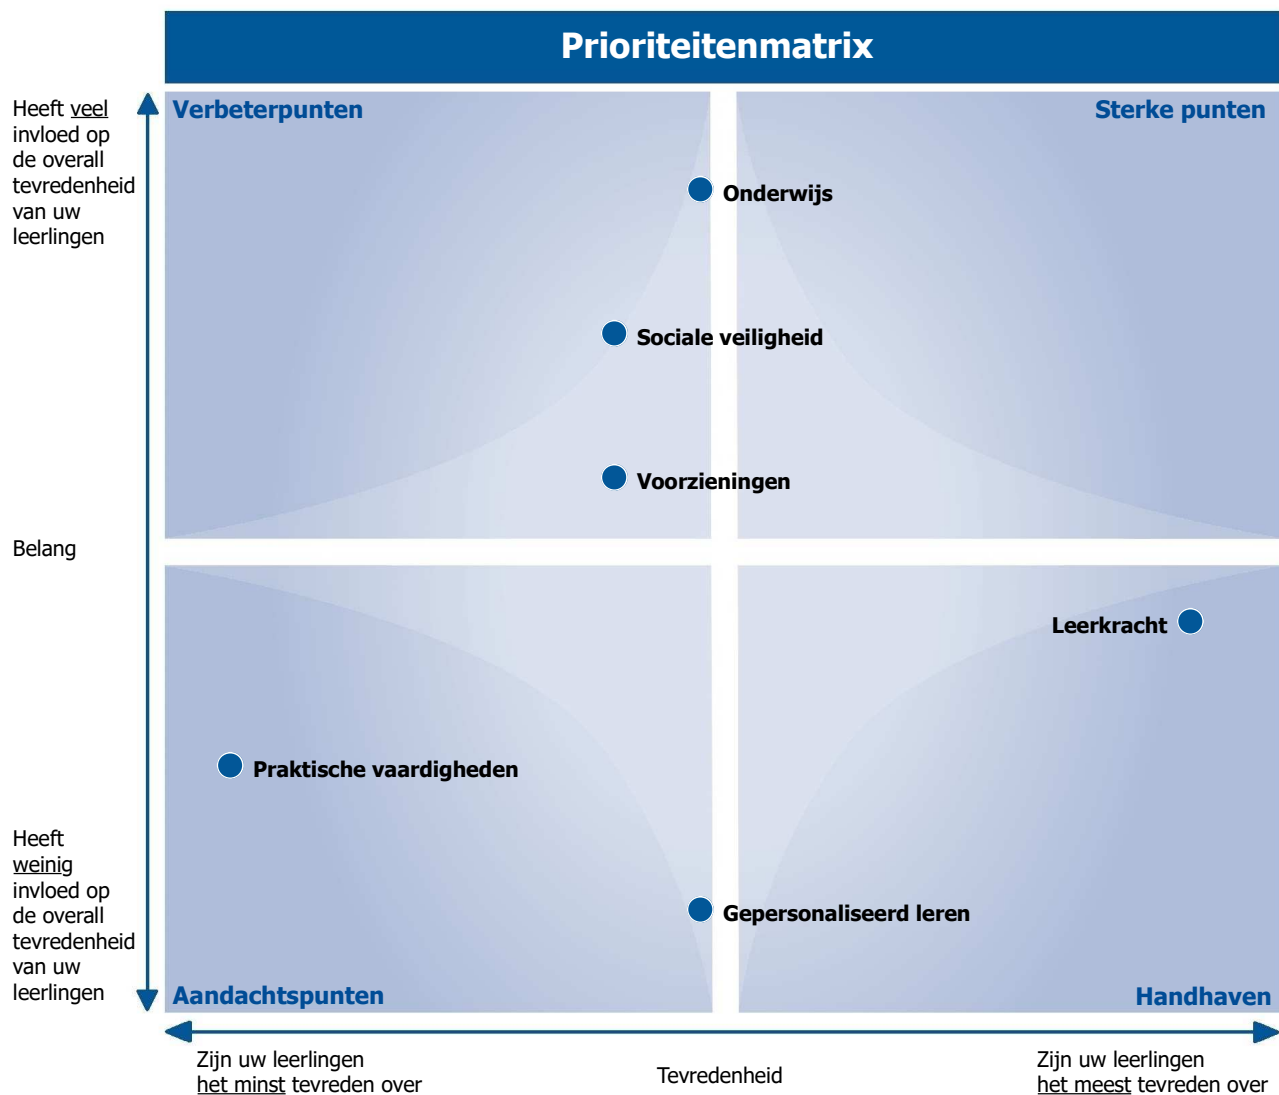 Prioriteitenmatrix
Heeft veel
invloed op
de overall
tevredenheid
van uw
leerlingen
Verbeterpunten
Sterke punten
Onderwijs
Sociale veiligheid
Voorzieningen
Belang
Leerkracht
Praktische vaardigheden
Heeft
weinig
invloed op
de overall
tevredenheid
van uw
leerlingen
Gepersonaliseerd leren
Aandachtspunten
Handhaven
Zijn uw leerlingen
het minst tevreden over
Tevredenheid
Zijn uw leerlingen
het meest tevreden over